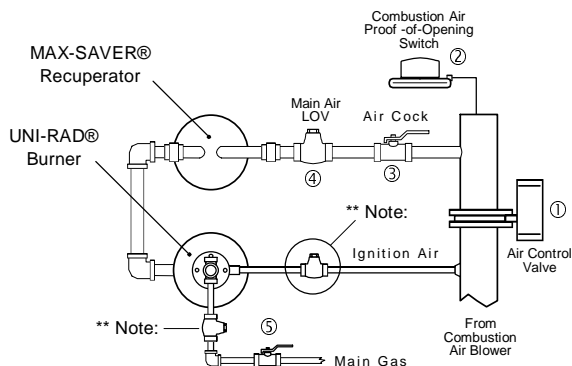 Combustion Air
Proof -of-Opening
Switch
②
MAX-SAVER®
Recuperator
Main Air
LOV
Air Cock
UNI-RAD®
Burner
④
③
** Note:
①
Ignition Air
Air Control
Valve
** Note:
⑤
From
Combustion
Air Blower
Main Gas